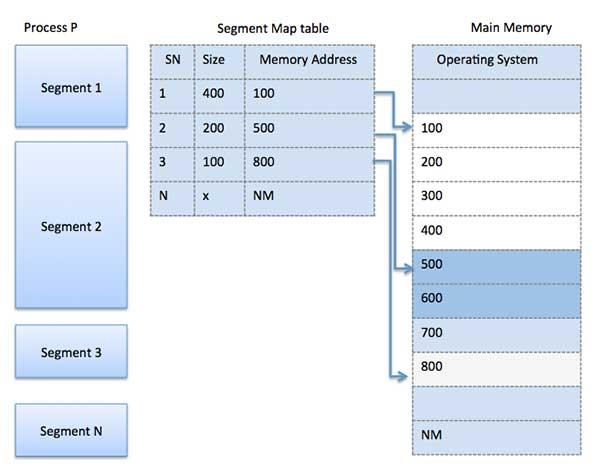 Process P
Segment 1
Segment 2
Segment 3
Segment N
Segment Map table
SN Size Memory Address
1 400 100
2 200 500
3 100 800
N x NM
Main Memory
Operating System
100
200
300
400
500
600
700
800
NM